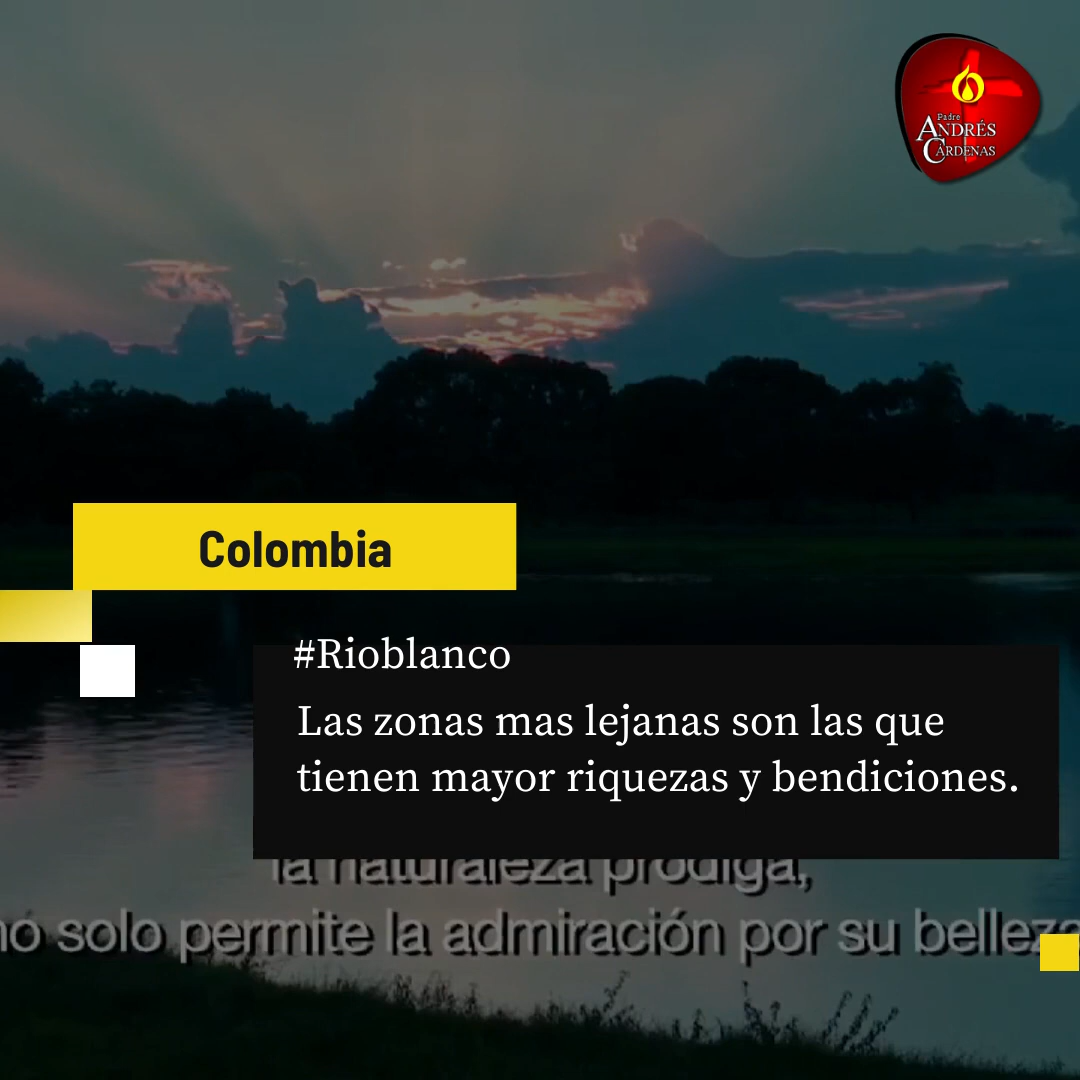 Padre
ANDRÉS
CÁRDENAS
Colombia
#Rioblanco
Las zonas mas lejanas son las que
tienen mayor riquezas y bendiciones.
la naturaleza prodiga,
no solo permite la admiración por su belleza